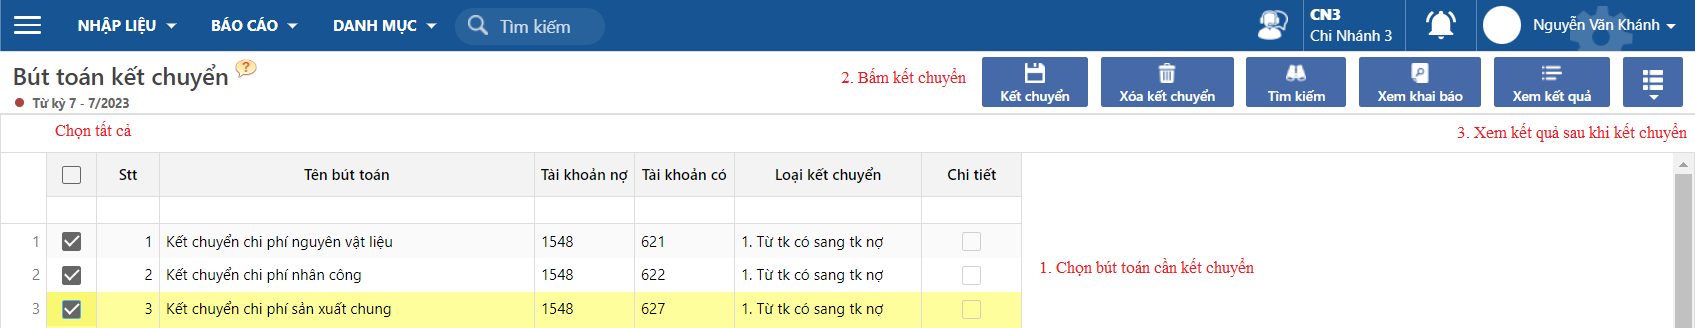 NHẬP LIỆU BÁO CÁO DANH MỤC Tìm kiếm CN3 Nguyễn Văn Khánh
Chi Nhánh 3
Bút toán kết chuyển ? 2. Bấm kết chuyển Kết chuyển Xóa kết chuyển Tìm kiếm Xem khai báo Xem kết quả
Từ kỳ 7 - 7/2023
Chọn tất cả 3. Xem kết quả sau khi kết chuyển
Stt Tên bút toán Tài khoản nợ Tài khoản có Loại kết chuyển Chi tiết
1 1 Kết chuyển chi phí nguyên vật liệu 1548 621 1. Từ tk có sang tk nợ
2 2 Kết chuyển chi phí nhân công 1548 622 1. Từ tk có sang tk nợ 1. Chọn bút toán cần kết chuyển
3 3 Kết chuyển chi phí sản xuất chung 1548 627 1. Từ tk có sang tk nợ